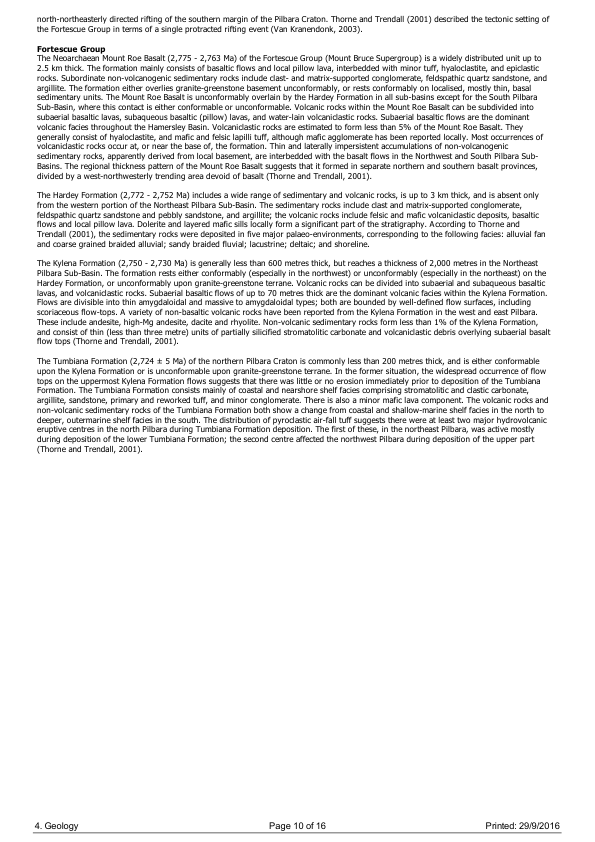 north-northeasterly directed rifting of the southern margin of the Pilbara Craton. Thorne and Trendall (2001) described the tectonic setting of
the Fortescue Group in terms of a single protracted rifting event (Van Kranendonk, 2003).
Fortescue Group
The Neoarchaean Mount Roe Basalt (2,775 - 2,763 Ma) of the Fortescue Group (Mount Bruce Supergroup) is a widely distributed unit up to
2.5 km thick. The formation mainly consists of basaltic flows and local pillow lava, interbedded with minor tuff, hyaloclastite, and epiclastic
rocks. Subordinate non-volcanogenic sedimentary rocks include clast- and matrix-supported conglomerate, feldspathic quartz sandstone, and
argillite. The formation either overlies granite-greenstone basement unconformably, or rests conformably on localised, mostly thin, basal
sedimentary units. The Mount Roe Basalt is unconformably overlain by the Hardey Formation in all sub-basins except for the South Pilbara
Sub-Basin, where this contact is either conformable or unconformable. Volcanic rocks within the Mount Roe Basalt can be subdivided into
subaerial basaltic lavas, subaqueous basaltic (pillow) lavas, and water-lain volcaniclastic rocks. Subaerial basaltic flows are the dominant
volcanic facies throughout the Hamersley Basin. Volcaniclastic rocks are estimated to form less than 5% of the Mount Roe Basalt. They
generally consist of hyaloclastite, and mafic and felsic lapilli tuff, although mafic agglomerate has been reported locally. Most occurrences of
volcaniclastic rocks occur at, or near the base of, the formation. Thin and laterally impersistent accumulations of non-volcanogenic
sedimentary rocks, apparently derived from local basement, are interbedded with the basalt flows in the Northwest and South Pilbara Sub-
Basins. The regional thickness pattern of the Mount Roe Basalt suggests that it formed in separate northern and southern basalt provinces,
divided by a west-northwesterly trending area devoid of basalt (Thorne and Trendall, 2001).
The Hardey Formation (2,772 - 2,752 Ma) includes a wide range of sedimentary and volcanic rocks, is up to 3 km thick, and is absent only
from the western portion of the Northeast Pilbara Sub-Basin. The sedimentary rocks include clast and matrix-supported conglomerate,
feldspathic quartz sandstone and pebbly sandstone, and argillite; the volcanic rocks include felsic and mafic volcaniclastic deposits, basaltic
flows and local pillow lava. Dolerite and layered mafic sills locally form a significant part of the stratigraphy. According to Thorne and
Trendall (2001), the sedimentary rocks were deposited in five major palaeo-environments, corresponding to the following facies: alluvial fan
and coarse grained braided alluvial; sandy braided fluvial; lacustrine; deltaic; and shoreline.
The Kylena Formation (2,750 - 2,730 Ma) is generally less than 600 metres thick, but reaches a thickness of 2,000 metres in the Northeast
Pilbara Sub-Basin. The formation rests either conformably (especially in the northwest) or unconformably (especially in the northeast) on the
Hardey Formation, or unconformably upon granite-greenstone terrane. Volcanic rocks can be divided into subaerial and subaqueous basaltic
lavas, and volcaniclastic rocks. Subaerial basaltic flows of up to 70 metres thick are the dominant volcanic facies within the Kylena Formation.
Flows are divisible into thin amygdaloidal and massive to amygdaloidal types; both are bounded by well-defined flow surfaces, including
scoriaceous flow-tops. A variety of non-basaltic volcanic rocks have been reported from the Kylena Formation in the west and east Pilbara.
These include andesite, high-Mg andesite, dacite and rhyolite. Non-volcanic sedimentary rocks form less than 1% of the Kylena Formation,
and consist of thin (less than three metre) units of partially silicified stromatolitic carbonate and volcaniclastic debris overlying subaerial basalt
flow tops (Thorne and Trendall, 2001).
The Tumbiana Formation (2,724 ± 5 Ma) of the northern Pilbara Craton is commonly less than 200 metres thick, and is either conformable
upon the Kylena Formation or is unconformable upon granite-greenstone terrane. In the former situation, the widespread occurrence of flow
tops on the uppermost Kylena Formation flows suggests that there was little or no erosion immediately prior to deposition of the Tumbiana
Formation. The Tumbiana Formation consists mainly of coastal and nearshore shelf facies comprising stromatolitic and clastic carbonate,
argillite, sandstone, primary and reworked tuff, and minor conglomerate. There is also a minor mafic lava component. The volcanic rocks and
non-volcanic sedimentary rocks of the Tumbiana Formation both show a change from coastal and shallow-marine shelf facies in the north to
deeper, outermarine shelf facies in the south. The distribution of pyroclastic air-fall tuff suggests there were at least two major hydrovolcanic
eruptive centres in the north Pilbara during Tumbiana Formation deposition. The first of these, in the northeast Pilbara, was active mostly
during deposition of the lower Tumbiana Formation; the second centre affected the northwest Pilbara during deposition of the upper part
(Thorne and Trendall, 2001).
4. Geology
Page 10 of 16
Printed: 29/9/2016